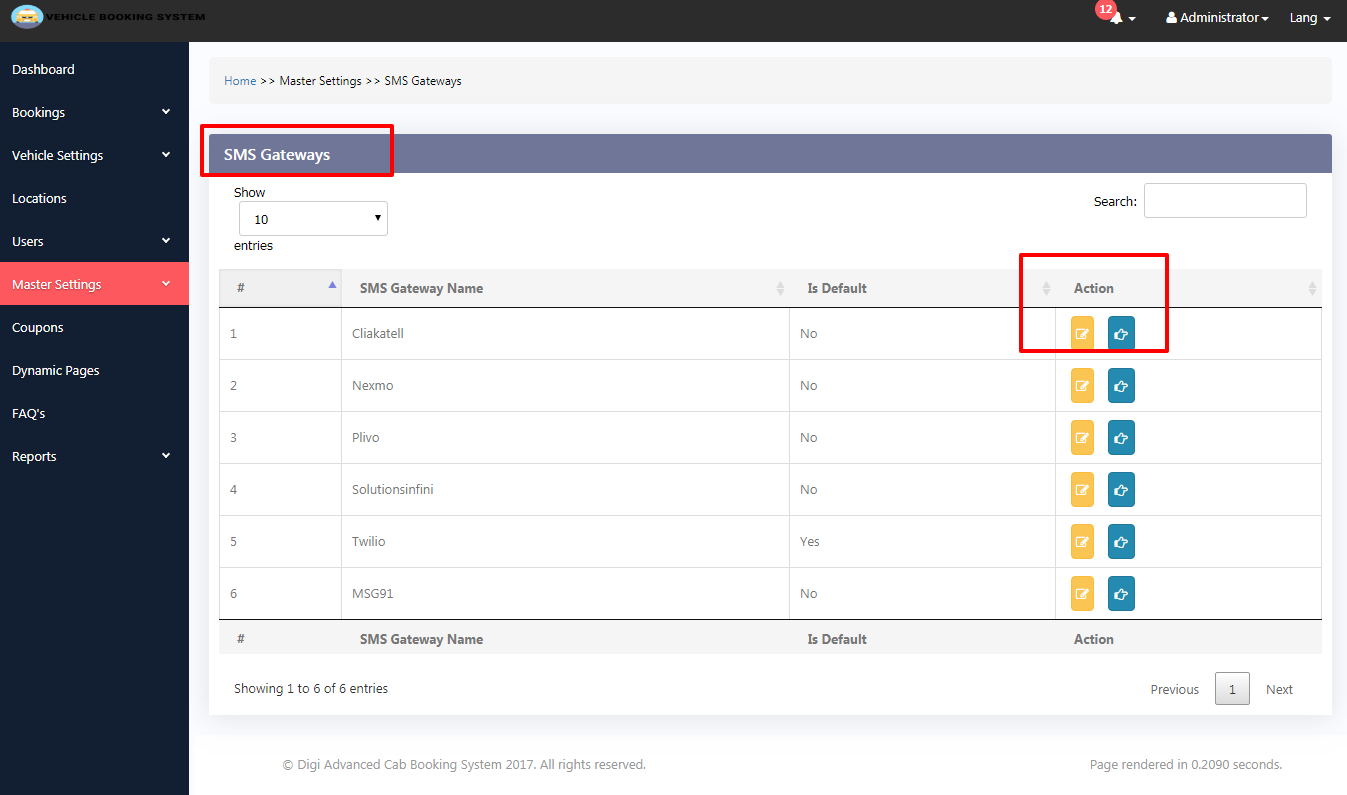 VEHICLE BOOKING SYSTEM
12
Administrator
Lang
Dashboard
Bookings
Vehicle Settings
Locations
Users
Master Settings
Coupons
Dynamic Pages
FAQ's
Reports
Home >> Master Settings >> SMS Gateways
SMS Gateways
Show
10
entries
Search:
# SMS Gateway Name Is Default Action
1 Cliakatell No
2 Nexmo No
3 Plivo No
4 Solutionsinfini No
5 Twilio Yes
6 MSG91 No
# SMS Gateway Name Is Default Action
Showing 1 to 6 of 6 entries
Previous 1 Next
© Digi Advanced Cab Booking System 2017. All rights reserved.
Page rendered in 0.2090 seconds.